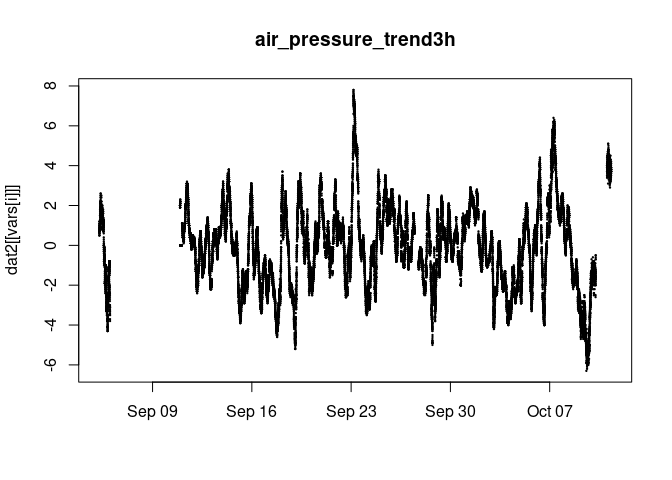 air_pressure_trend3h
dat2[[vars[i]]]
8
6
4
2
0
-2
-4
-6
Sep 09
Sep 16
Sep 23
Sep 30
Oct 07